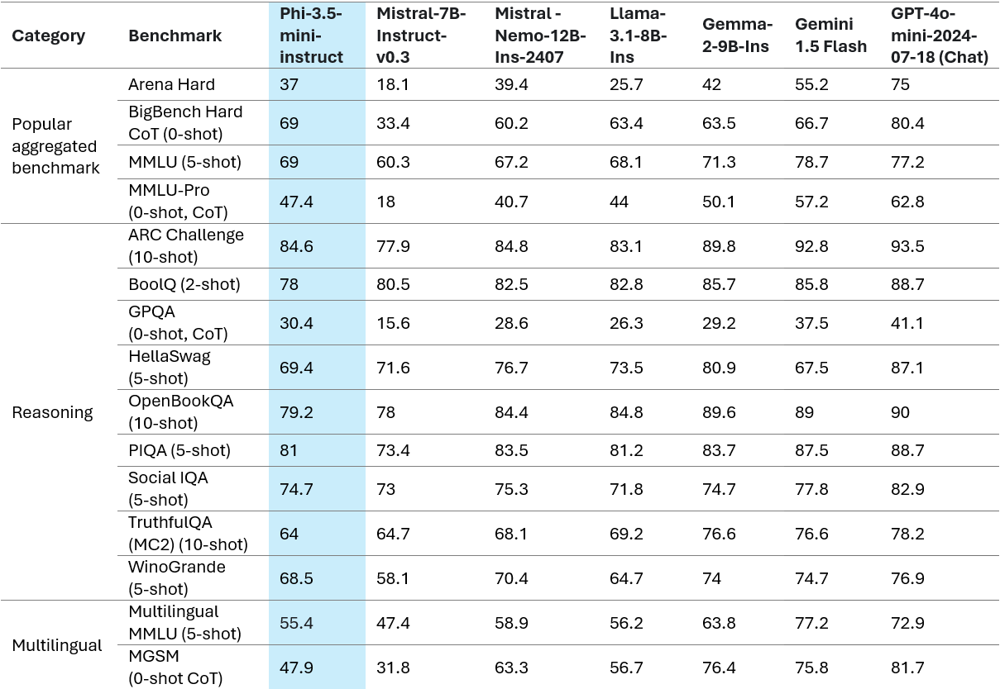 Category Benchmark Phi-3.5-mini-instruct Mistral-7B-Instruct-v0.3 Mistral -Nemo-12B-Ins-2407 Llama-3.1-8B-Ins Gemma-2-9B-Ins Gemini 1.5 Flash GPT-4o-mini-2024-07-18 (Chat)
Popular aggregated benchmark
Arena Hard 37 18.1 39.4 25.7 42 55.2 75
BigBench Hard CoT (0-shot) 69 33.4 60.2 63.4 63.5 66.7 80.4
MMLU (5-shot) 69 60.3 67.2 68.1 71.3 78.7 77.2
MMLU-Pro (0-shot, CoT) 47.4 18 40.7 44 50.1 57.2 62.8
Reasoning
ARC Challenge (10-shot) 84.6 77.9 84.8 83.1 89.8 92.8 93.5
BoolQ (2-shot) 78 80.5 82.5 82.8 85.7 85.8 88.7
GPQA (0-shot, CoT) 30.4 15.6 28.6 26.3 29.2 37.5 41.1
HellaSwag (5-shot) 69.4 71.6 76.7 73.5 80.9 67.5 87.1
OpenBookQA (10-shot) 79.2 78 84.4 84.8 89.6 89 90
PIQA (5-shot) 81 73.4 83.5 81.2 83.7 87.5 88.7
Social IQA (5-shot) 74.7 73 75.3 71.8 74.7 77.8 82.9
TruthfulQA (MC2) (10-shot) 64 64.7 68.1 69.2 76.6 76.6 78.2
WinoGrande (5-shot) 68.5 58.1 70.4 64.7 74 74.7 76.9
Multilingual
Multilingual MMLU (5-shot) 55.4 47.4 58.9 56.2 63.8 77.2 72.9
MGSM (0-shot CoT) 47.9 31.8 63.3 56.7 76.4 75.8 81.7